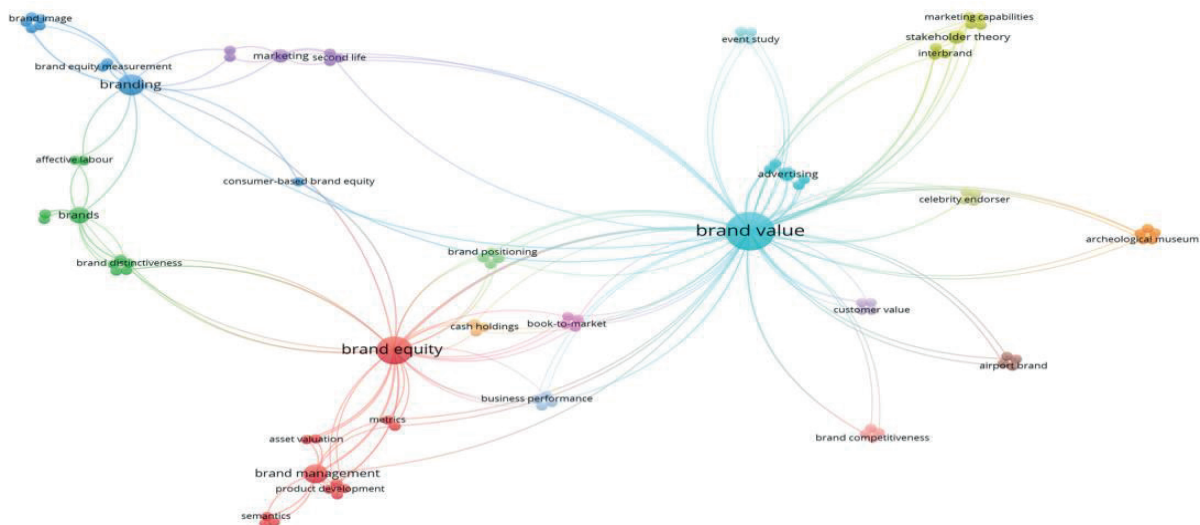 brand image
marketing capabilities
stakeholder theory
event study
interbrand
marketing
second life
brand equity measurement
branding
affective labour
advertising
consumer-based brand equity
celebrity endorser
brands
brand value
archeological museum
brand positioning
brand distinctiveness
customer value
cash holdings
book-to-market
brand equity
airport brand
business performance
metrics
brand competitiveness
asset valuation
brand management
product development
semantics